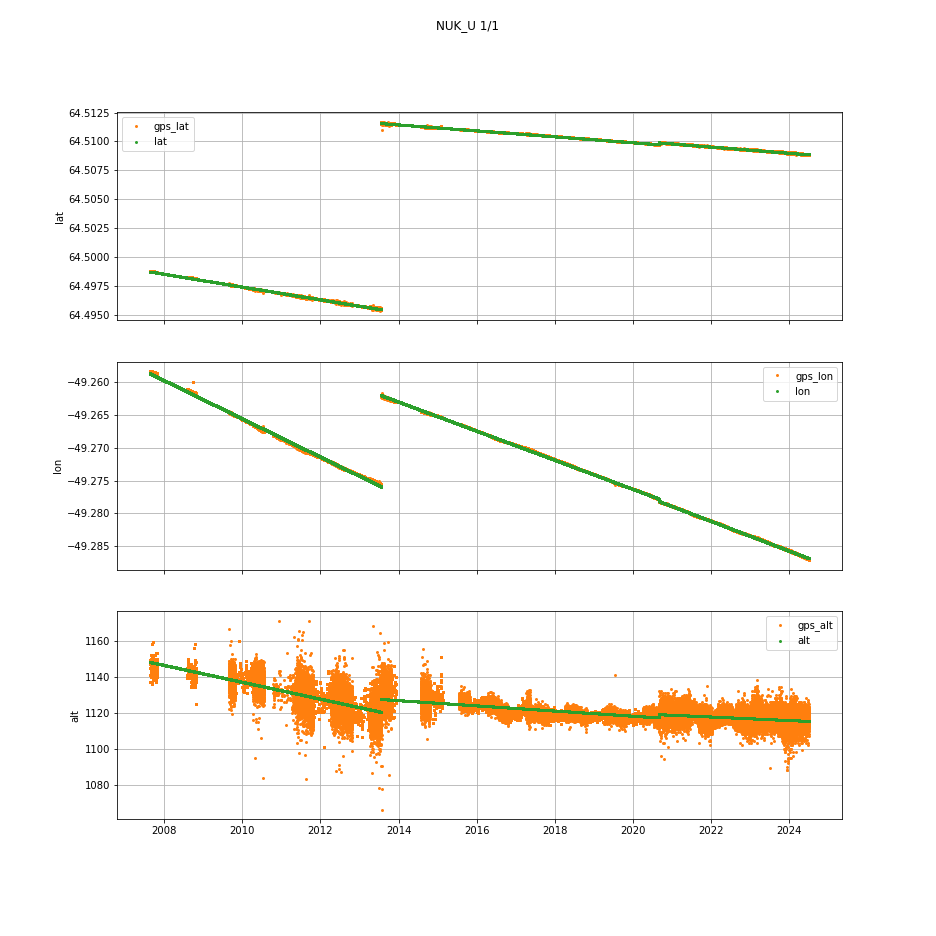 NUK_U 1/1
64.5125
64.5100
64.5075
64.5050
64.5025
64.5000
64.4975
64.4950
lat
gps_lat
lat
−49.260
−49.265
−49.270
−49.275
−49.280
−49.285
lon
gps_lon
lon
1160
1140
1120
1100
1080
alt
gps_alt
alt
2008 2010 2012 2014 2016 2018 2020 2022 2024